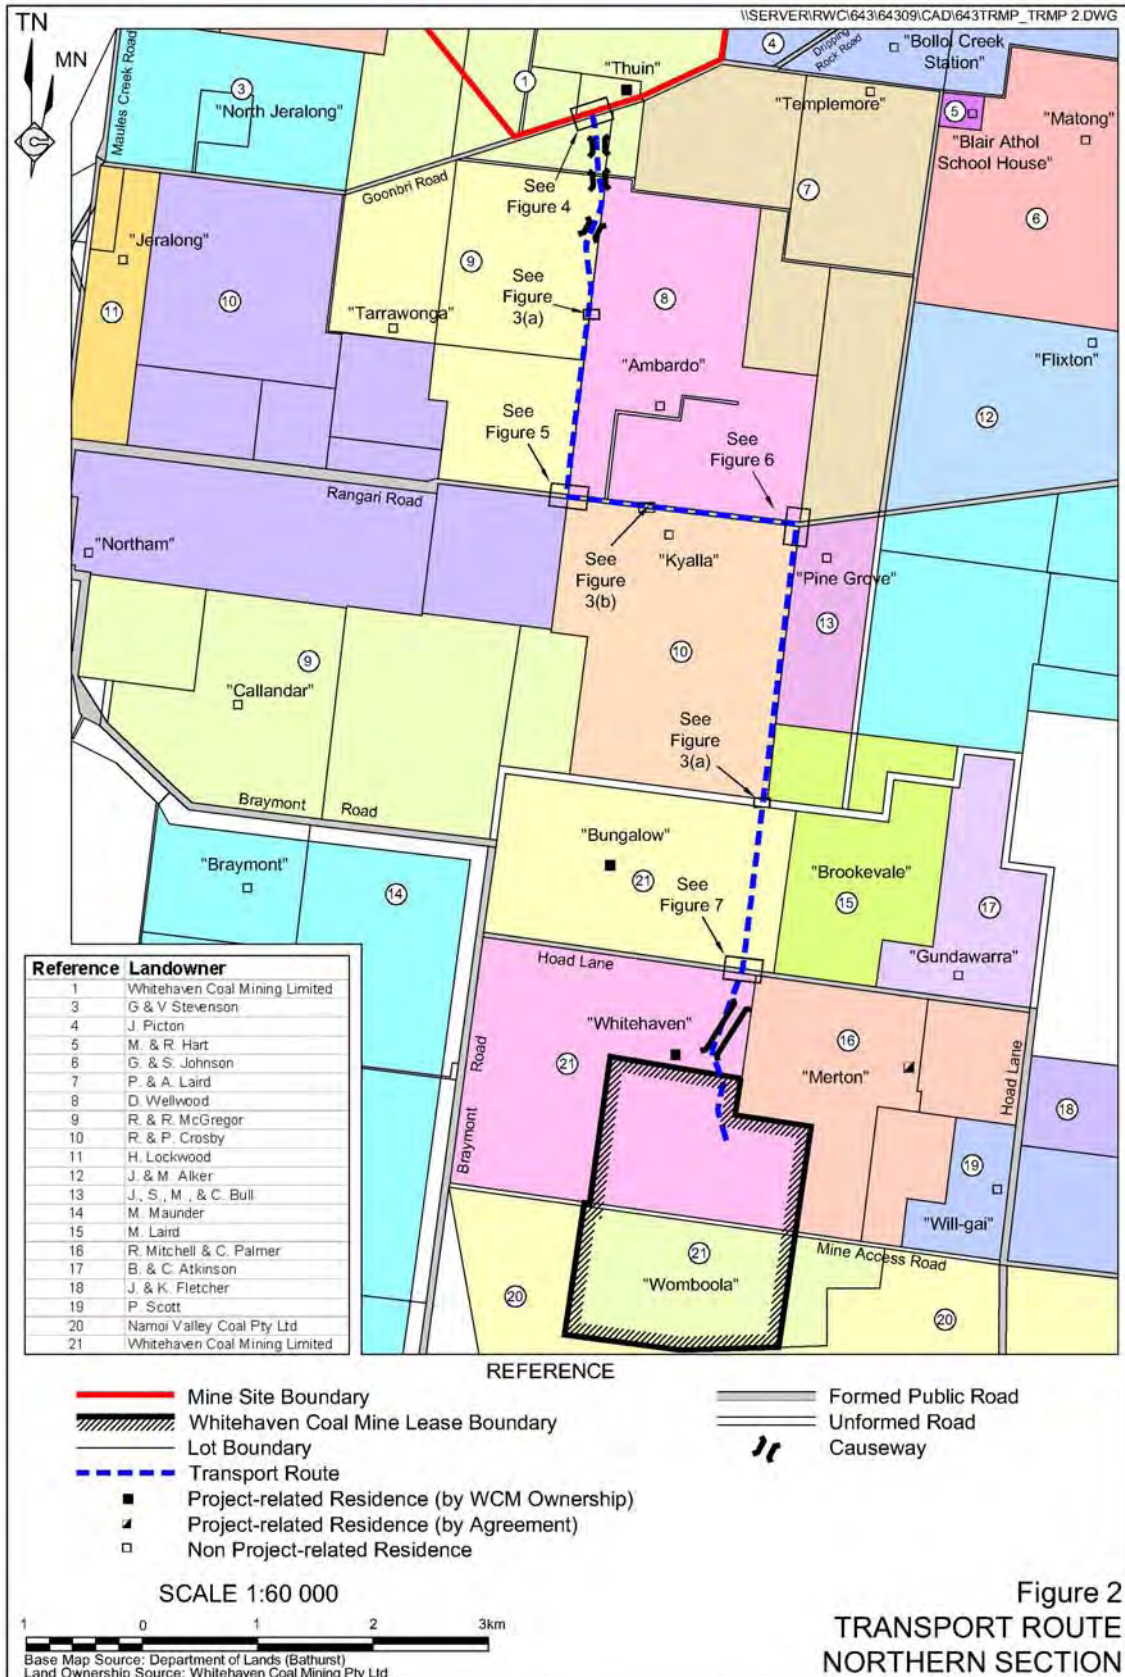 \\SERVER\RWC\643\64309\CAD\643TRMP_TRMP 2.DWG
TN
MN
Maules Creek Road
3
"North Jeralong"
1
"Thuin"
4
Dripping
Rock Road
"Bollol Creek
Station"
"Templemore"
5
"Blair Athol
School House"
"Matong"
Goonbri Road
See
Figure 4
7
6
"Jeralong"
11
10
9
"Tarrawonga"
See
Figure
3(a)
8
"Ambardo"
"Flixton"
12
See
Figure 5
See
Figure 6
Rangari Road
"Northam"
See
Figure
3(b)
"Kyalla"
"Pine Grove"
13
9
"Callandar"
10
See
Figure
3(a)
Braymont Road
"Braymont"
14
"Bungalow"
21
See
Figure 7
"Brookevale"
15
17
"Gundawarra"
Hoad Lane
"Whitehaven"
21
16
"Merton"
Hoad Lane
18
Braymont Road
19
"Will-gai"
Mine Access Road
21
"Womboola"
20
20
Reference Landowner
1 Whitehaven Coal Mining Limited
3 G & V Stevenson
4 J. Picton
5 M. & R. Hart
6 G. & S. Johnson
7 P. & A. Laird
8 D. Wellwood
9 R. & R. McGregor
10 R. & P. Crosby
11 H. Lockwood
12 J. & M. Alker
13 J., S., M., & C. Bull
14 M. Maunder
15 M. Laird
16 R. Mitchell & C. Palmer
17 B. & C. Atkinson
18 J. & K. Fletcher
19 P. Scott
20 Namoi Valley Coal Pty Ltd
21 Whitehaven Coal Mining Limited
REFERENCE
Mine Site Boundary
Whitehaven Coal Mine Lease Boundary
Lot Boundary
Transport Route
Project-related Residence (by WCM Ownership)
Project-related Residence (by Agreement)
Non Project-related Residence
Formed Public Road
Unformed Road
Causeway
SCALE 1:60 000
1 0 1 2 3km
Base Map Source: Department of Lands (Bathurst)
Land Ownership Source: Whitehaven Coal Mining Pty Ltd
Figure 2
TRANSPORT ROUTE
NORTHERN SECTION